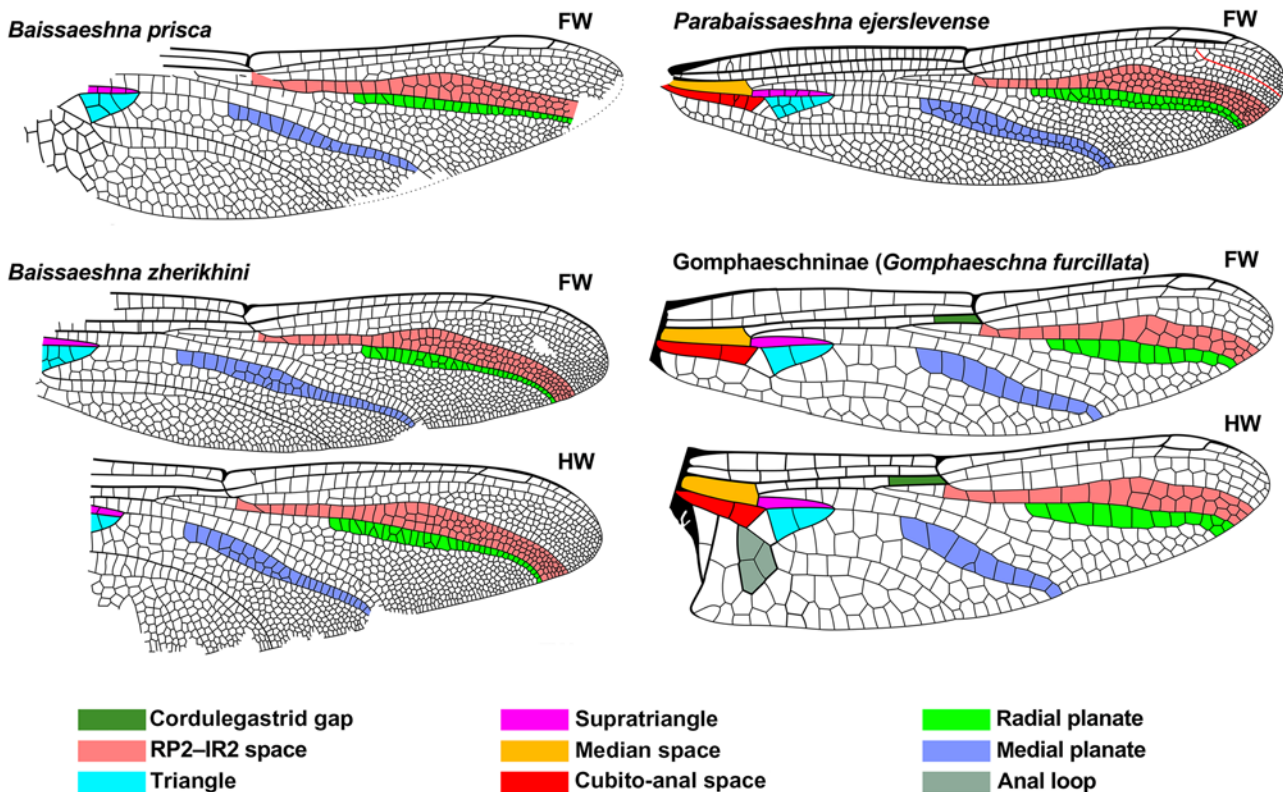 Baissaeshna prisca
FW
Parabaissaeshna ejerslevense
FW
Baissaeshna zherikhini
FW
HW
Gomphaeschninae (Gomphaeschna furcillata)
FW
HW
Cordulegastrid gap
RP2–IR2 space
Triangle
Supratriangle
Median space
Cubito-anal space
Radial planate
Medial planate
Anal loop